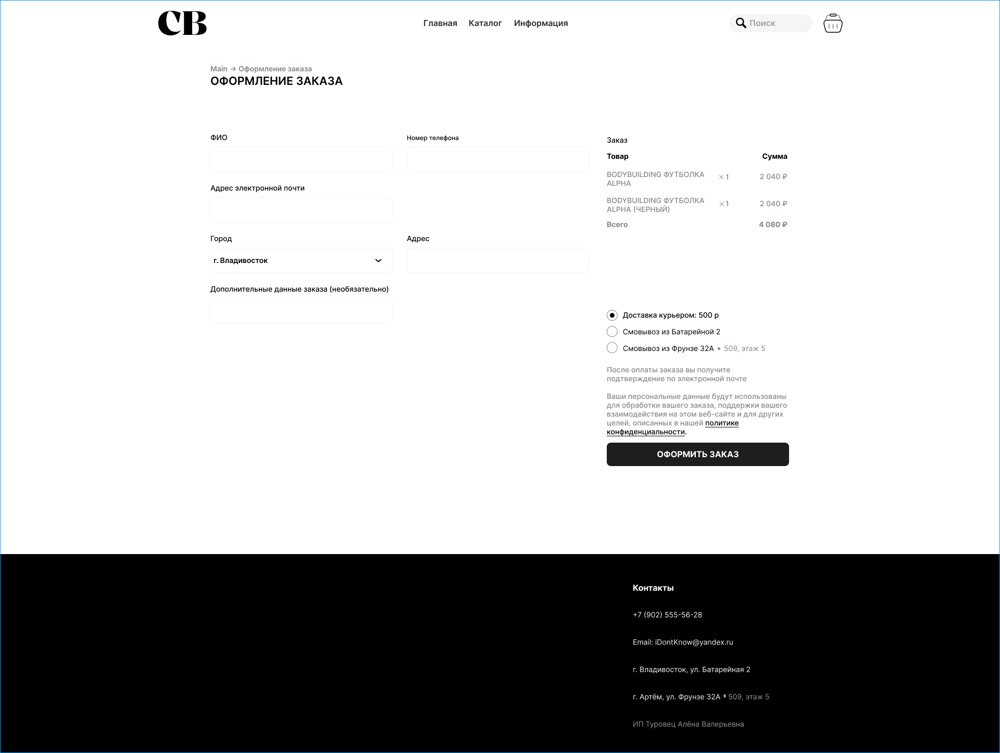 CB
Главная Каталог Информация
Поиск
Main → Оформление заказа
ОФОРМЛЕНИЕ ЗАКАЗА
ФИО
Номер телефона
Адрес электронной почти
Город
г. Владивосток
Адрес
Дополнительные данные заказа (необязательно)
Заказ
Товар Сумма
BODYBUILDING ФУТБОЛКА
ALPHA
×1 2 040 ₽
BODYBUILDING ФУТБОЛКА
ALPHA (ЧЕРНЫЙ)
×1 2 040 ₽
Всего 4 080 ₽
Доставка курьером: 500 р
Смовывоз из Батарейной 2
Смовывоз из Фрунзе 32А • 509, этаж 5
После оплаты заказа вы получите
подтверждение по электронной почте
Ваши персональные данные будут использованы
для обработки вашего заказа, поддержки вашего
взаимодействия на этом веб-сайте и для других
целей, описанных в нашей политике
конфиденциальности.
ОФОРМИТЬ ЗАКАЗ
Контакты
+7 (902) 555-56-28
Email: iDontKnow@yandex.ru
г. Владивосток, ул. Батарейная 2
г. Артём, ул. Фрунзе 32А • 509, этаж 5
ИП Туровец Алёна Валерьевна